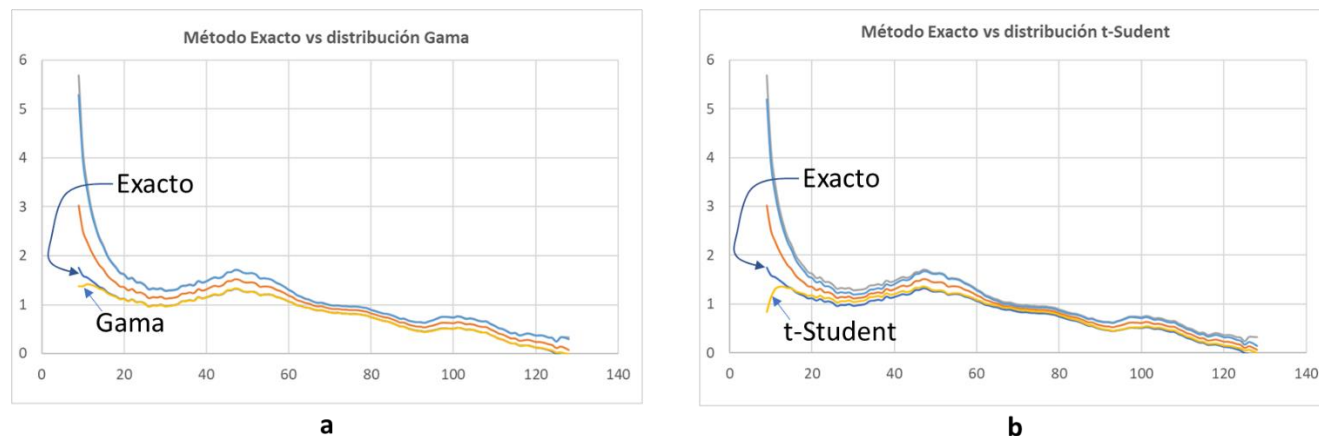 Método Exacto vs distribución Gama
6
5
4
3
2
1
0
0 20 40 60 80 100 120 140
Exacto
Gama
a
Método Exacto vs distribución t-Sudent
6
5
4
3
2
1
0
0 20 40 60 80 100 120 140
Exacto
t-Student
b